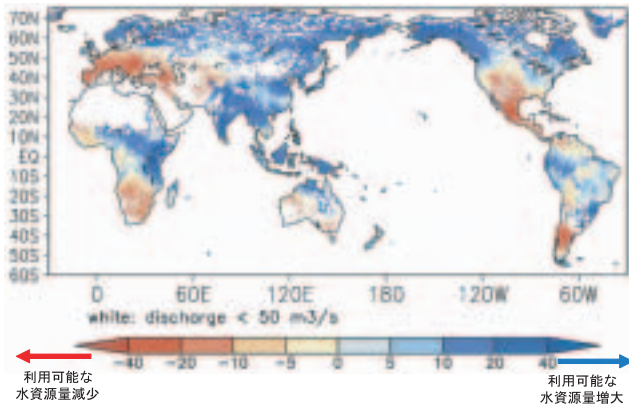 70N
60N
50N
40N
30N
20N
10N
EQ
10S
20S
30S
40S
50S
60S
0 60E 120E 180 120W 60W
white: discharge < 50 m3/s
-40 -20 -10 -5 0 5 10 20 40
利用可能な
水資源量減少
利用可能な
水資源量増大